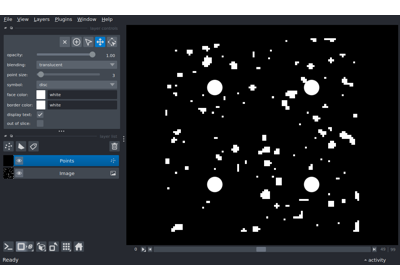 File View Layers Plugins Window Help
opacity: 1.00
blending: translucent
point size:
symbol: disc
face color: white
border color: white
display text: ✓
out of slice:
Points
Image
Ready
activity